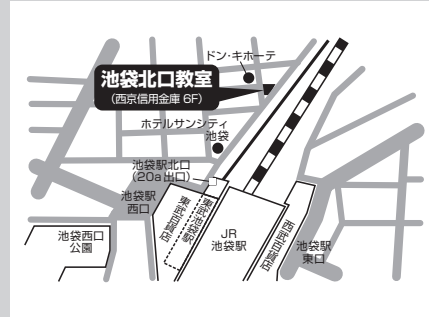 ドン・キホーテ
池袋北口教室
（西京信用金庫 6F）
ホテルサンシティ
池袋
池袋駅北口
（20a出口）
池袋駅
西口
東武百貨店
東武池袋駅
JR
池袋駅
西武百貨店
池袋駅
東口
池袋西口
公園